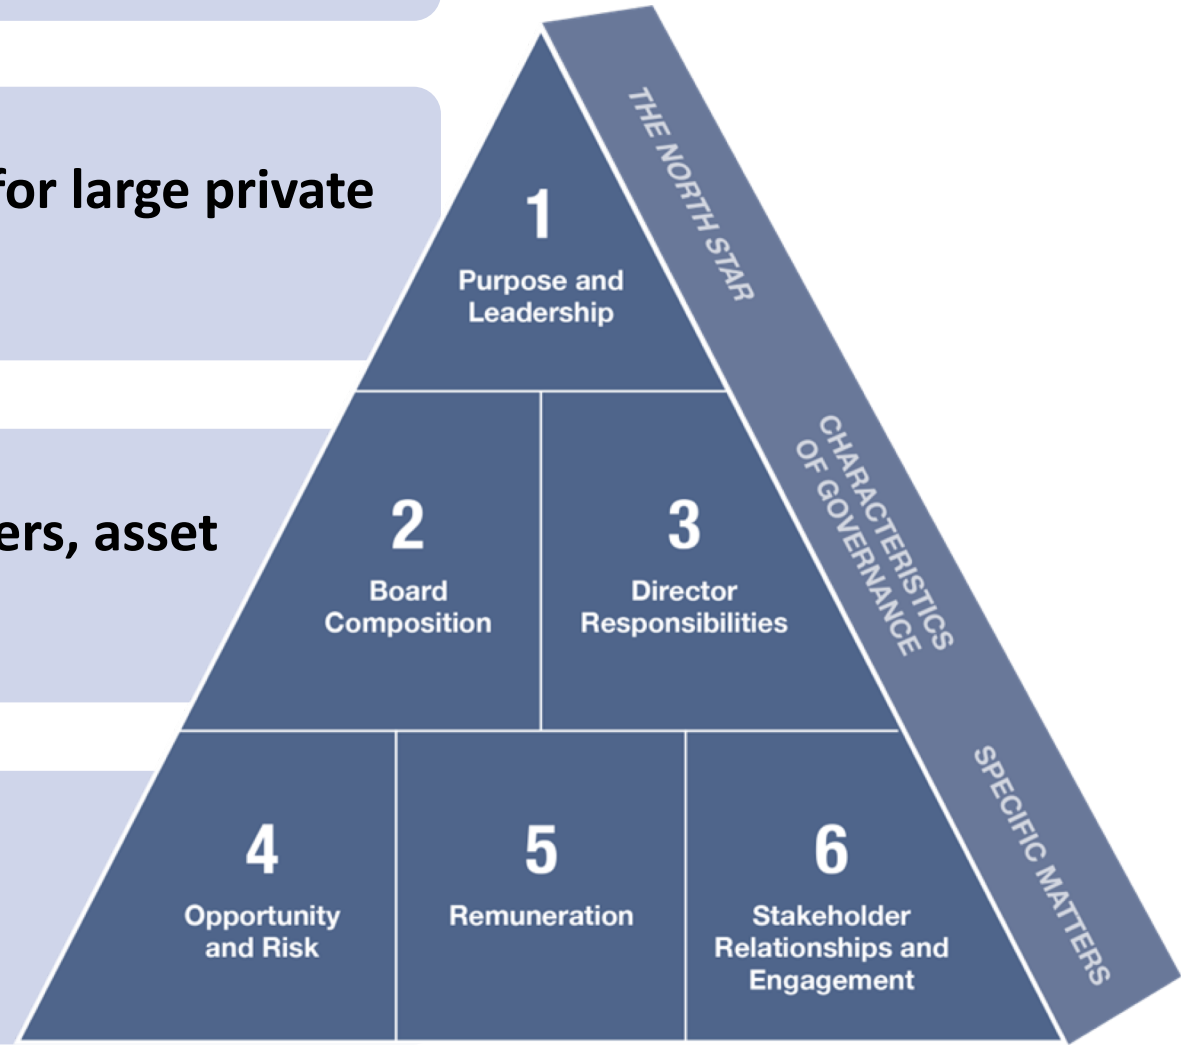 for large private
ers, asset
1
Purpose and
Leadership
2
Board
Composition
3
Director
Responsibilities
4
Opportunity
and Risk
5
Remuneration
6
Stakeholder
Relationships and
Engagement
THE NORTH STAR
CHARACTERISTICS
OF GOVERNANCE
SPECIFIC MATTERS